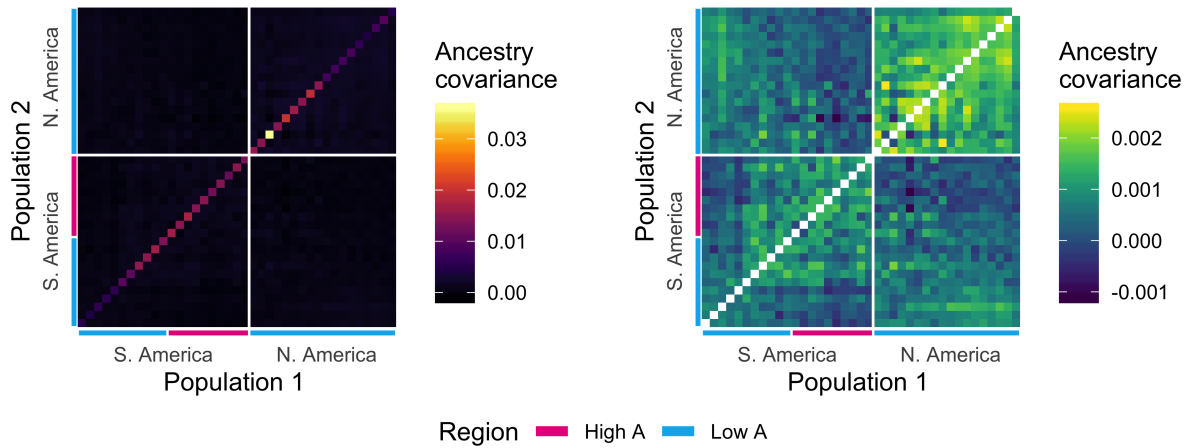 Population 2
N. America
S. America
S. America
N. America
Population 1
Ancestry
covariance
0.03
0.02
0.01
0.00
Population 2
N. America
S. America
S. America
N. America
Population 1
Ancestry
covariance
0.002
0.001
0.000
-0.001
Region
High A
Low A